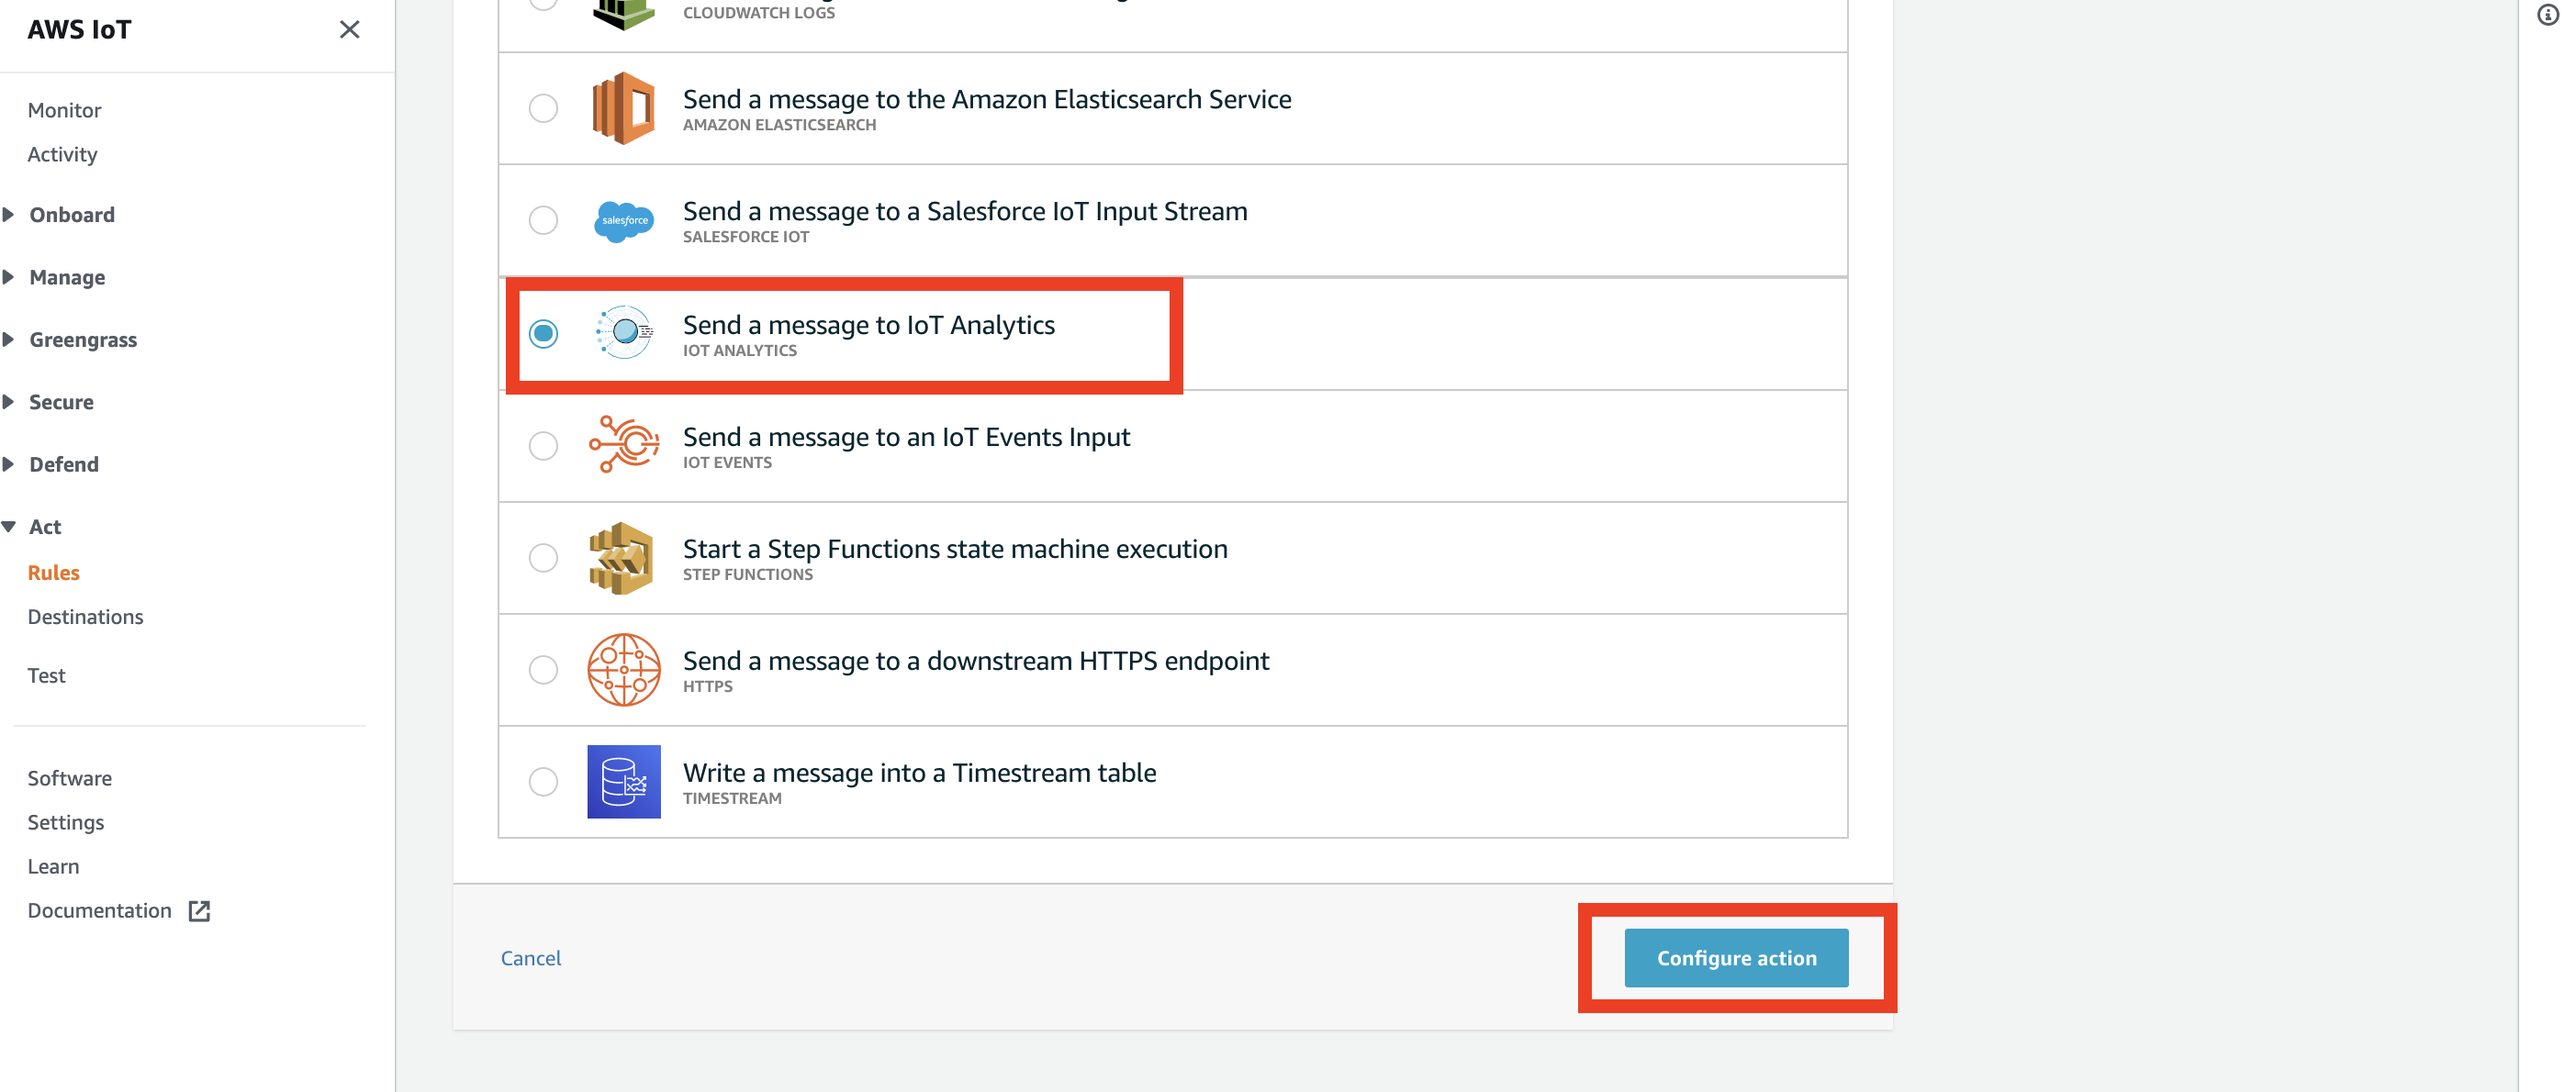 AWS IoT
Monitor
Activity
Onboard
Manage
Greengrass
Secure
Defend
Act
Rules
Destinations
Test
Software
Settings
Learn
Documentation
CLOUDWATCH LOGS
Send a message to the Amazon Elasticsearch Service
AMAZON ELASTICSEARCH
salesforce
Send a message to a Salesforce IoT Input Stream
SALESFORCE IOT
Send a message to IoT Analytics
IOT ANALYTICS
Send a message to an IoT Events Input
IOT EVENTS
Start a Step Functions state machine execution
STEP FUNCTIONS
Send a message to a downstream HTTPS endpoint
HTTPS
Write a message into a Timestream table
TIMESTREAM
Cancel
Configure action